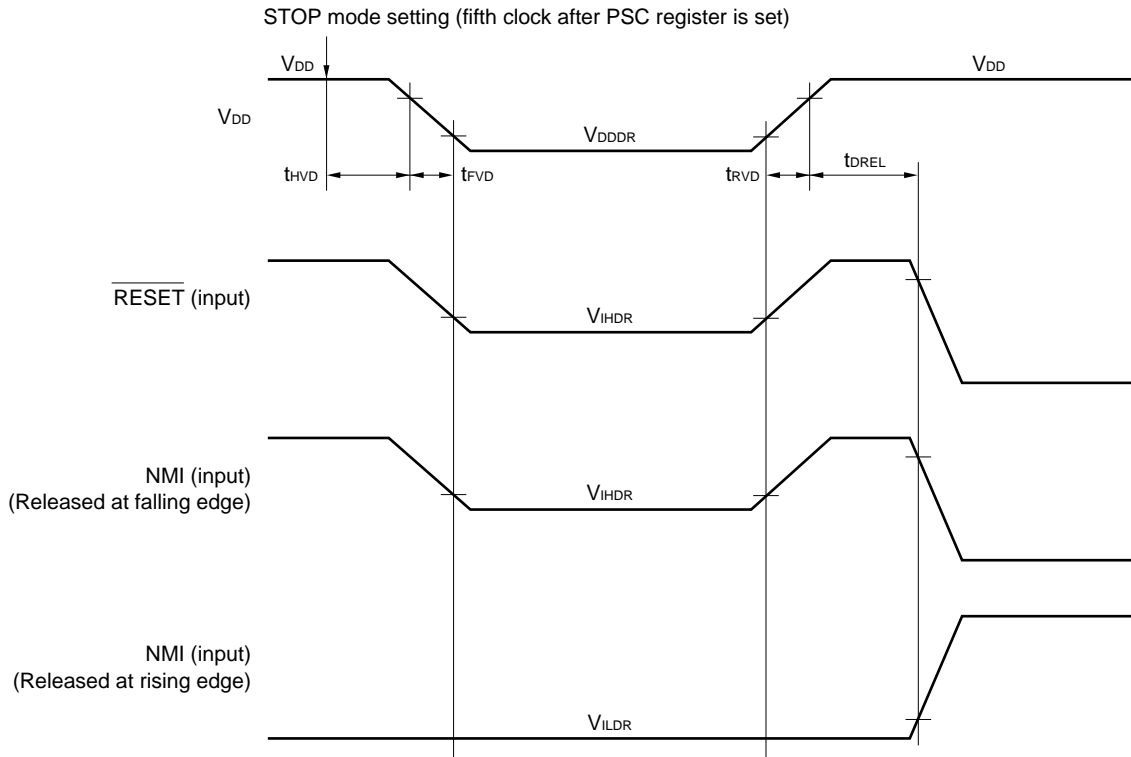 STOP mode setting (fifth clock after PSC register is set)
VDD
VDD
VDD
VDDDR
tHVD
tFVD
tRVD
tDREL
RESET (input)
VIHDR
NMI (input)
(Released at falling edge)
VIHDR
NMI (input)
(Released at rising edge)
VILDR